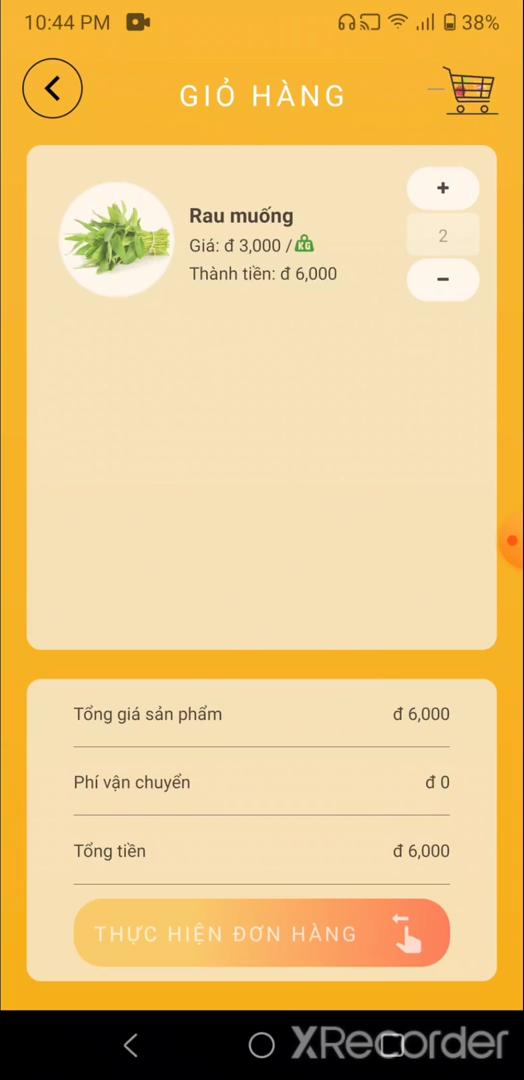 10:44 PM
38%
GIỎ HÀNG
Rau muống
Giá: đ 3,000 / KG
Thành tiền: đ 6,000
+
2
−
Tổng giá sản phẩm đ 6,000
Phí vận chuyển đ 0
Tổng tiền đ 6,000
THỰC HIỆN ĐƠN HÀNG
XRecorder